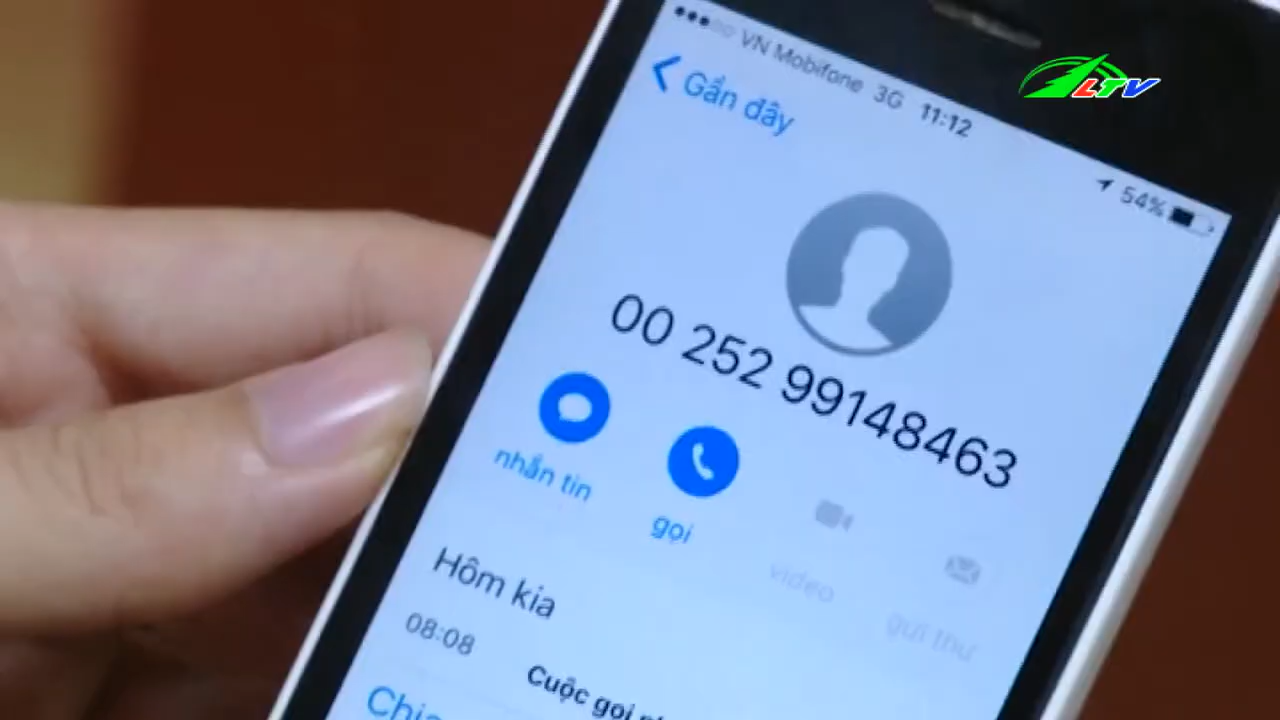 VN Mobifone 3G 11:12
54%
LTV
Gần đây
00 252 99148463
nhắn tin
gọi
video
gửi thư
Hôm kia
08:08
Cuộc gọi